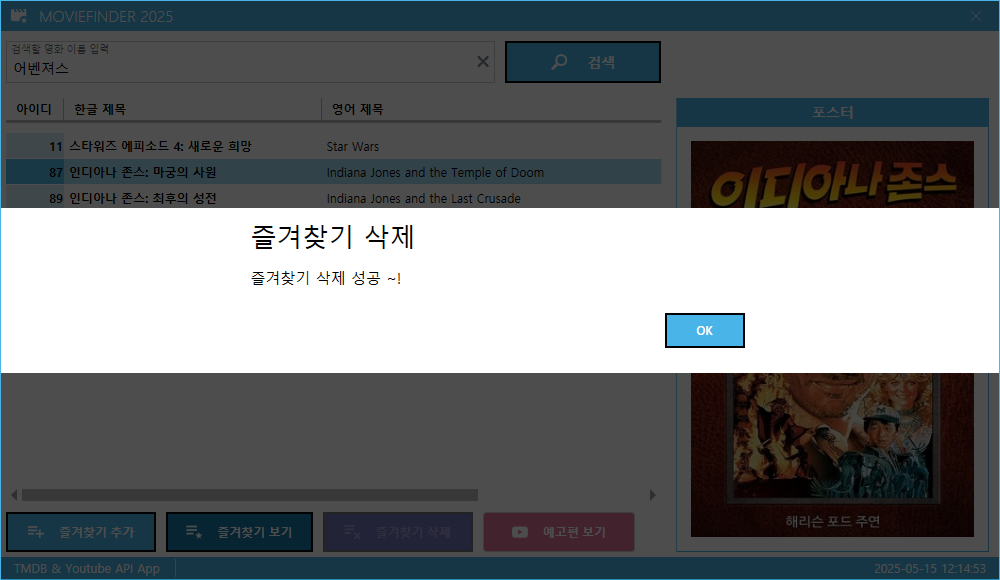 MOVIEFINDER 2025
검색할 영화 이름 입력
어벤져스
검색
아이디 한글 제목 영어 제목
포스터
11 스타워즈 에피소드 4: 새로운 희망 Star Wars
87 인디아나 존스: 마궁의 사원 Indiana Jones and the Temple of Doom
89 인디아나 존스: 최후의 성전 Indiana Jones and the Last Crusade
인디아나 존스
즐겨찾기 삭제
즐겨찾기 삭제 성공 ~!
OK
해리슨 포드 주연
즐겨찾기 추가 즐겨찾기 보기 즐겨찾기 삭제 예고편 보기
TMDB & Youtube API App
2025-05-15 12:14:53